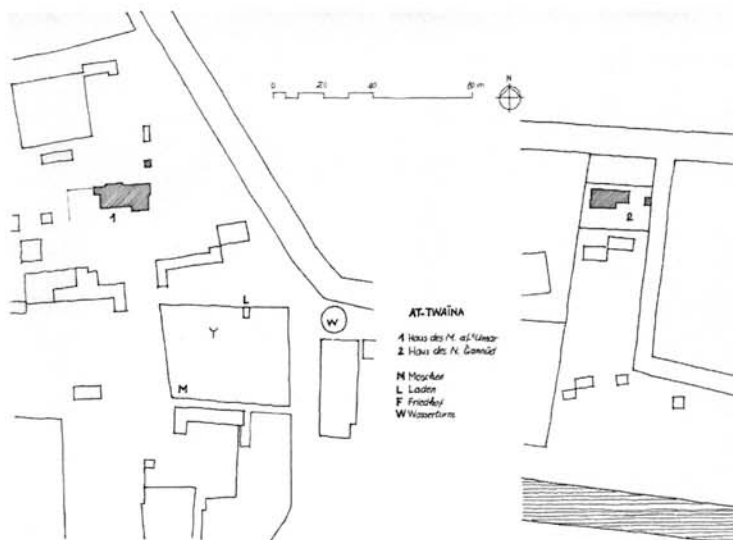 0 20 40 80 m
N
1
2
L
Y
W
M
AT-TWAÏNA
1 Haus des M. al-ʿUmar
2 Haus des N. Ǧannūd
M Moschee
L Laden
F Friedhof
W Wasserturm